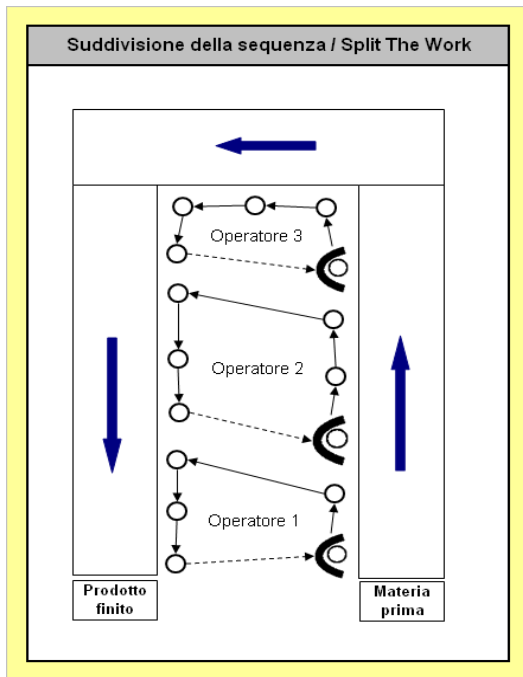 Suddivisione della sequenza / Split The Work
Operatore 3
Operatore 2
Operatore 1
Prodotto
finito
Materia
prima